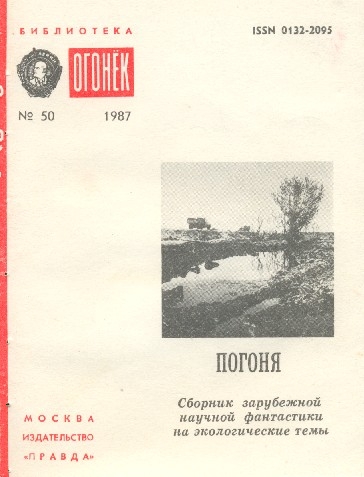 БИБЛИОТЕКА
ISSN 0132-2095
ОГОНЁК
№ 50 1987
ПОГОНЯ
Сборник зарубежной
научной фантастики
на экологические темы
МОСКВА
ИЗДАТЕЛЬСТВО
«ПРАВДА»